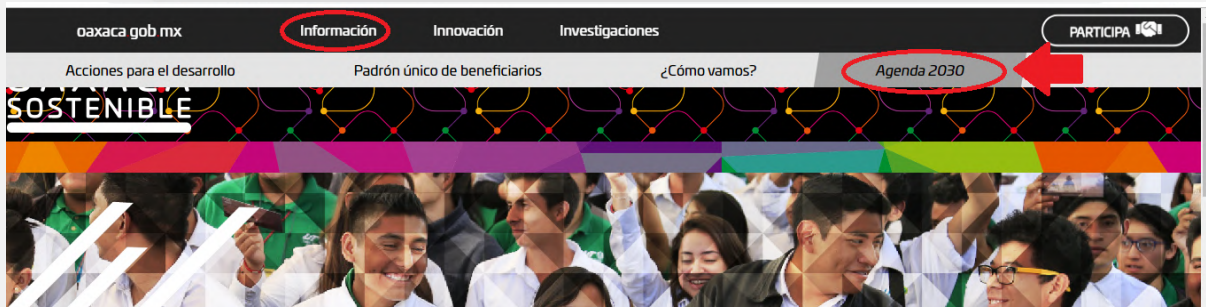 oaxaca gob mx Información Innovación Investigaciones PARTICIPA
Acciones para el desarrollo Padrón único de beneficiarios ¿Cómo vamos? Agenda 2030
OAXACA
SOSTENIBLE